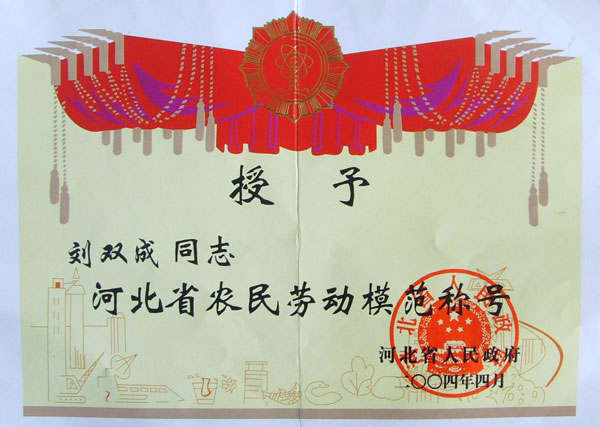 授 予
刘双成 同志
河北省农民劳动模范称号
河北省人民政府
二〇〇四年四月